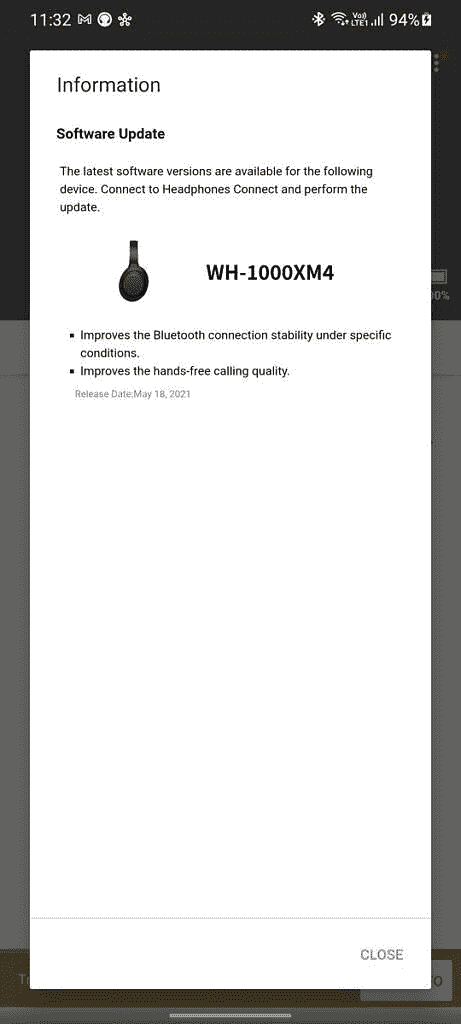 11:32 94%
Vo)) LTE1
Information
Software Update
The latest software versions are available for the following
device. Connect to Headphones Connect and perform the
update.
WH-1000XM4
▪ Improves the Bluetooth connection stability under specific
conditions.
▪ Improves the hands-free calling quality.
Release Date:May 18, 2021
CLOSE